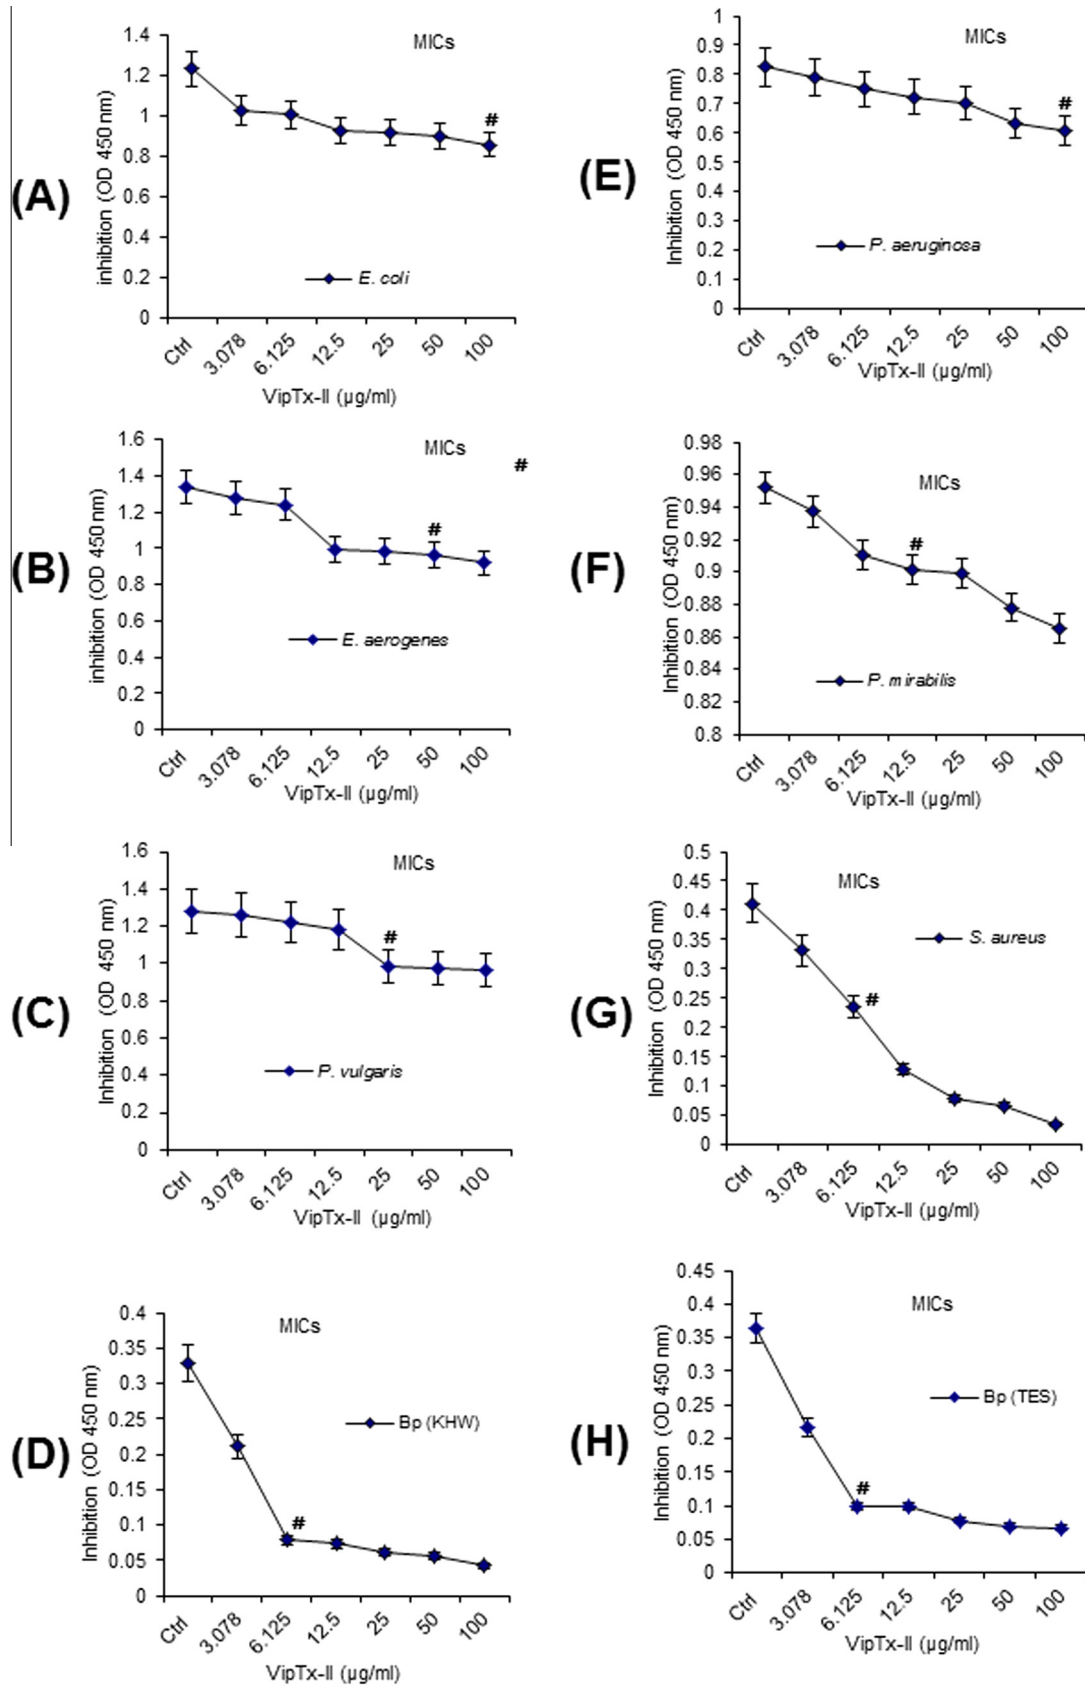 (A)
inhibition (OD 450 nm)
1.4
1.2
1
0.8
0.6
0.4
0.2
0
MICs
#
E. coli
Ctrl
3.078
6.125
12.5
25
50
100
VipTx-II (µg/ml)
(B)
inhibition (OD 450 nm)
1.6
1.4
1.2
1
0.8
0.6
0.4
0.2
0
MICs
#
#
E. aerogenes
Ctrl
3.078
6.125
12.5
25
50
100
VipTx-II (µg/ml)
(C)
Inhibition (OD 450 nm)
1.6
1.4
1.2
1
0.8
0.6
0.4
0.2
0
MICs
#
P. vulgaris
Ctrl
3.078
6.125
12.5
25
50
100
VipTx-II (µg/ml)
(D)
Inhibition (OD 450 nm)
0.4
0.35
0.3
0.25
0.2
0.15
0.1
0.05
0
MICs
Bp (KHW)
#
Ctrl
3.078
6.125
12.5
25
50
100
VipTx-II (µg/ml)
(E)
Inhibition (OD 450 nm)
1
0.9
0.8
0.7
0.6
0.5
0.4
0.3
0.2
0.1
0
MICs
#
P. aeruginosa
Ctrl
3.078
6.125
12.5
25
50
100
VipTx-II (µg/ml)
(F)
Inhibition (OD 450 nm)
0.98
0.96
0.94
0.92
0.9
0.88
0.86
0.84
0.82
0.8
MICs
#
P. mirabilis
Ctrl
3.078
6.125
12.5
25
50
100
VipTx-II (µg/ml)
(G)
Inhibition (OD 450 nm)
0.5
0.45
0.4
0.35
0.3
0.25
0.2
0.15
0.1
0.05
0
MICs
S. aureus
#
Ctrl
3.078
6.125
12.5
25
50
100
VipTx-II (µg/ml)
(H)
Inhibition (OD 450 nm)
0.45
0.4
0.35
0.3
0.25
0.2
0.15
0.1
0.05
0
MICs
Bp (TES)
#
Ctrl
3.078
6.125
12.5
25
50
100
VipTx-II (µg/ml)